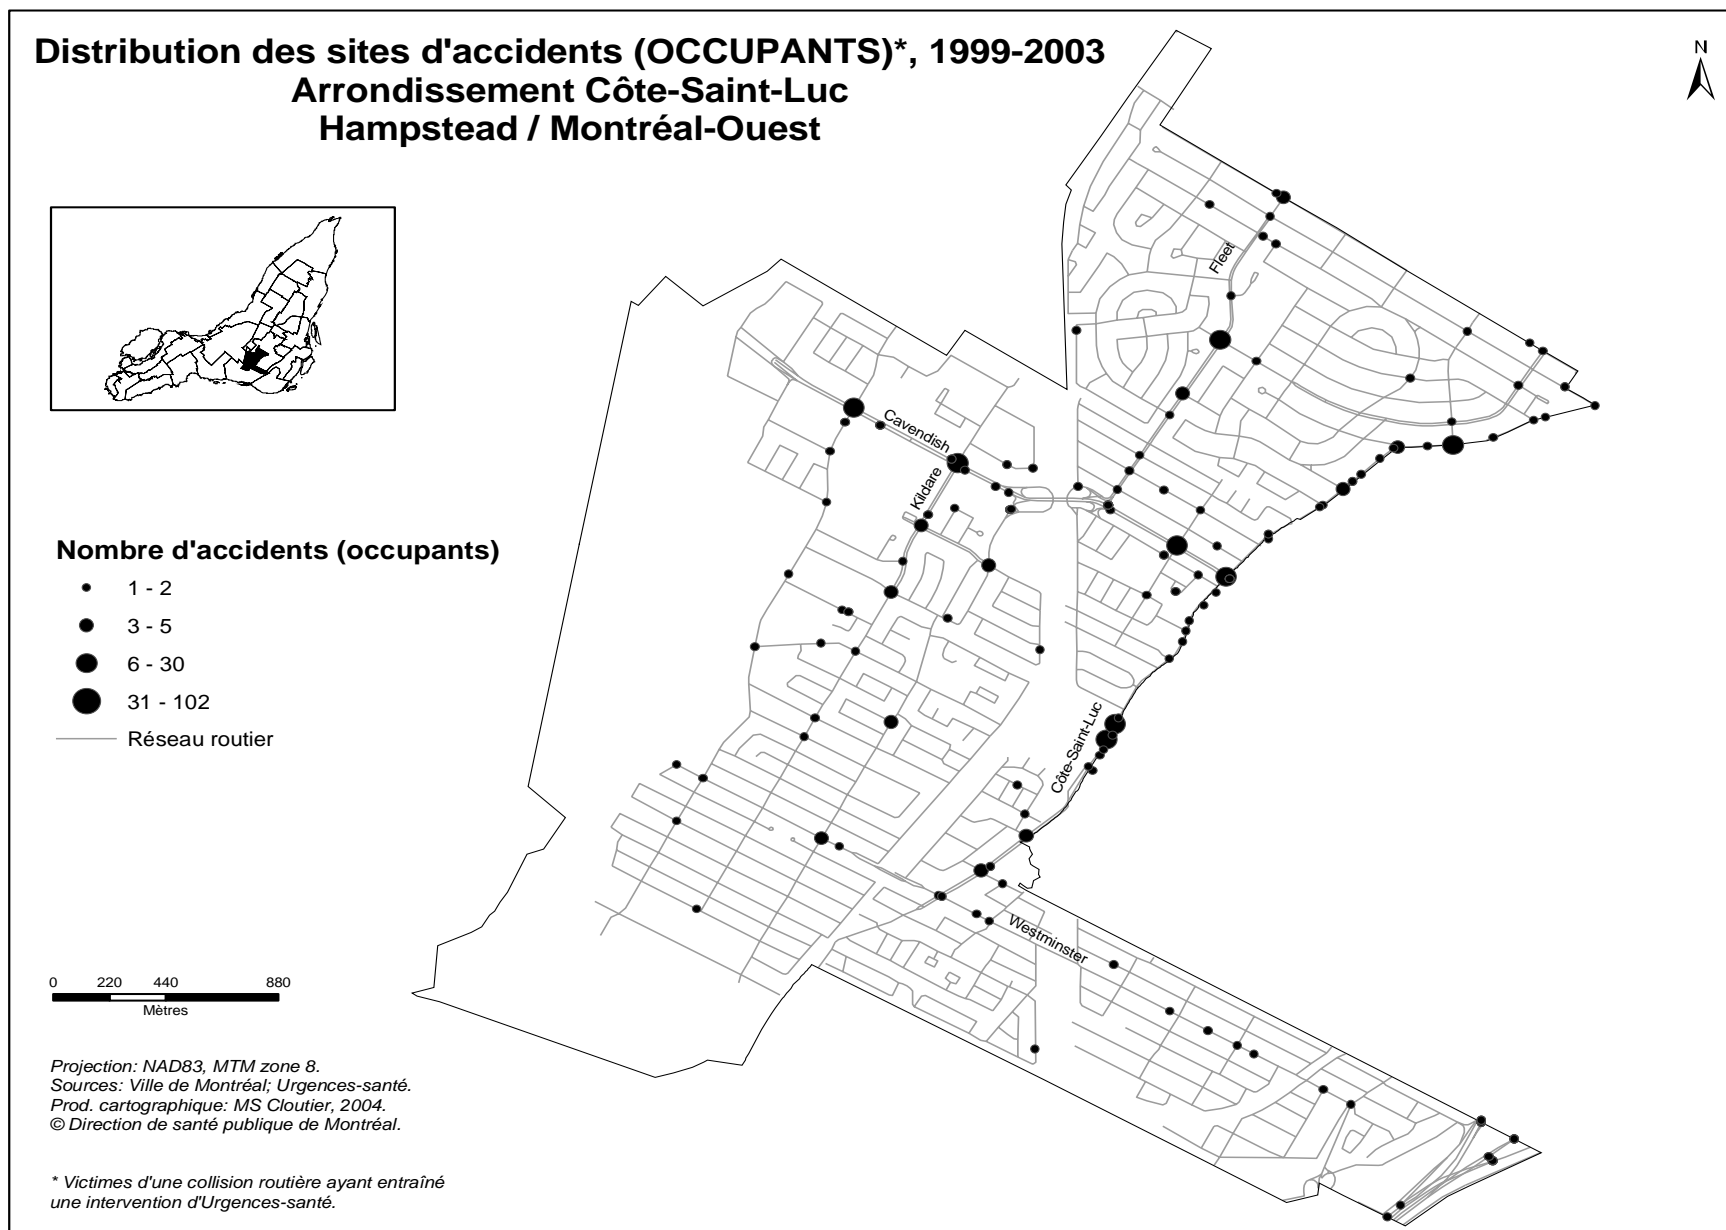 Distribution des sites d'accidents (OCCUPANTS)*, 1999-2003
Arrondissement Côte-Saint-Luc
Hampstead / Montréal-Ouest
N
Fleet
Cavendish
Kildare
Côte-Saint-Luc
Westminster
Nombre d'accidents (occupants)
1 - 2
3 - 5
6 - 30
31 - 102
Réseau routier
0 220 440 880
Mètres
Projection: NAD83, MTM zone 8.
Sources: Ville de Montréal; Urgences-santé.
Prod. cartographique: MS Cloutier, 2004.
© Direction de santé publique de Montréal.
* Victimes d'une collision routière ayant entraîné
une intervention d'Urgences-santé.